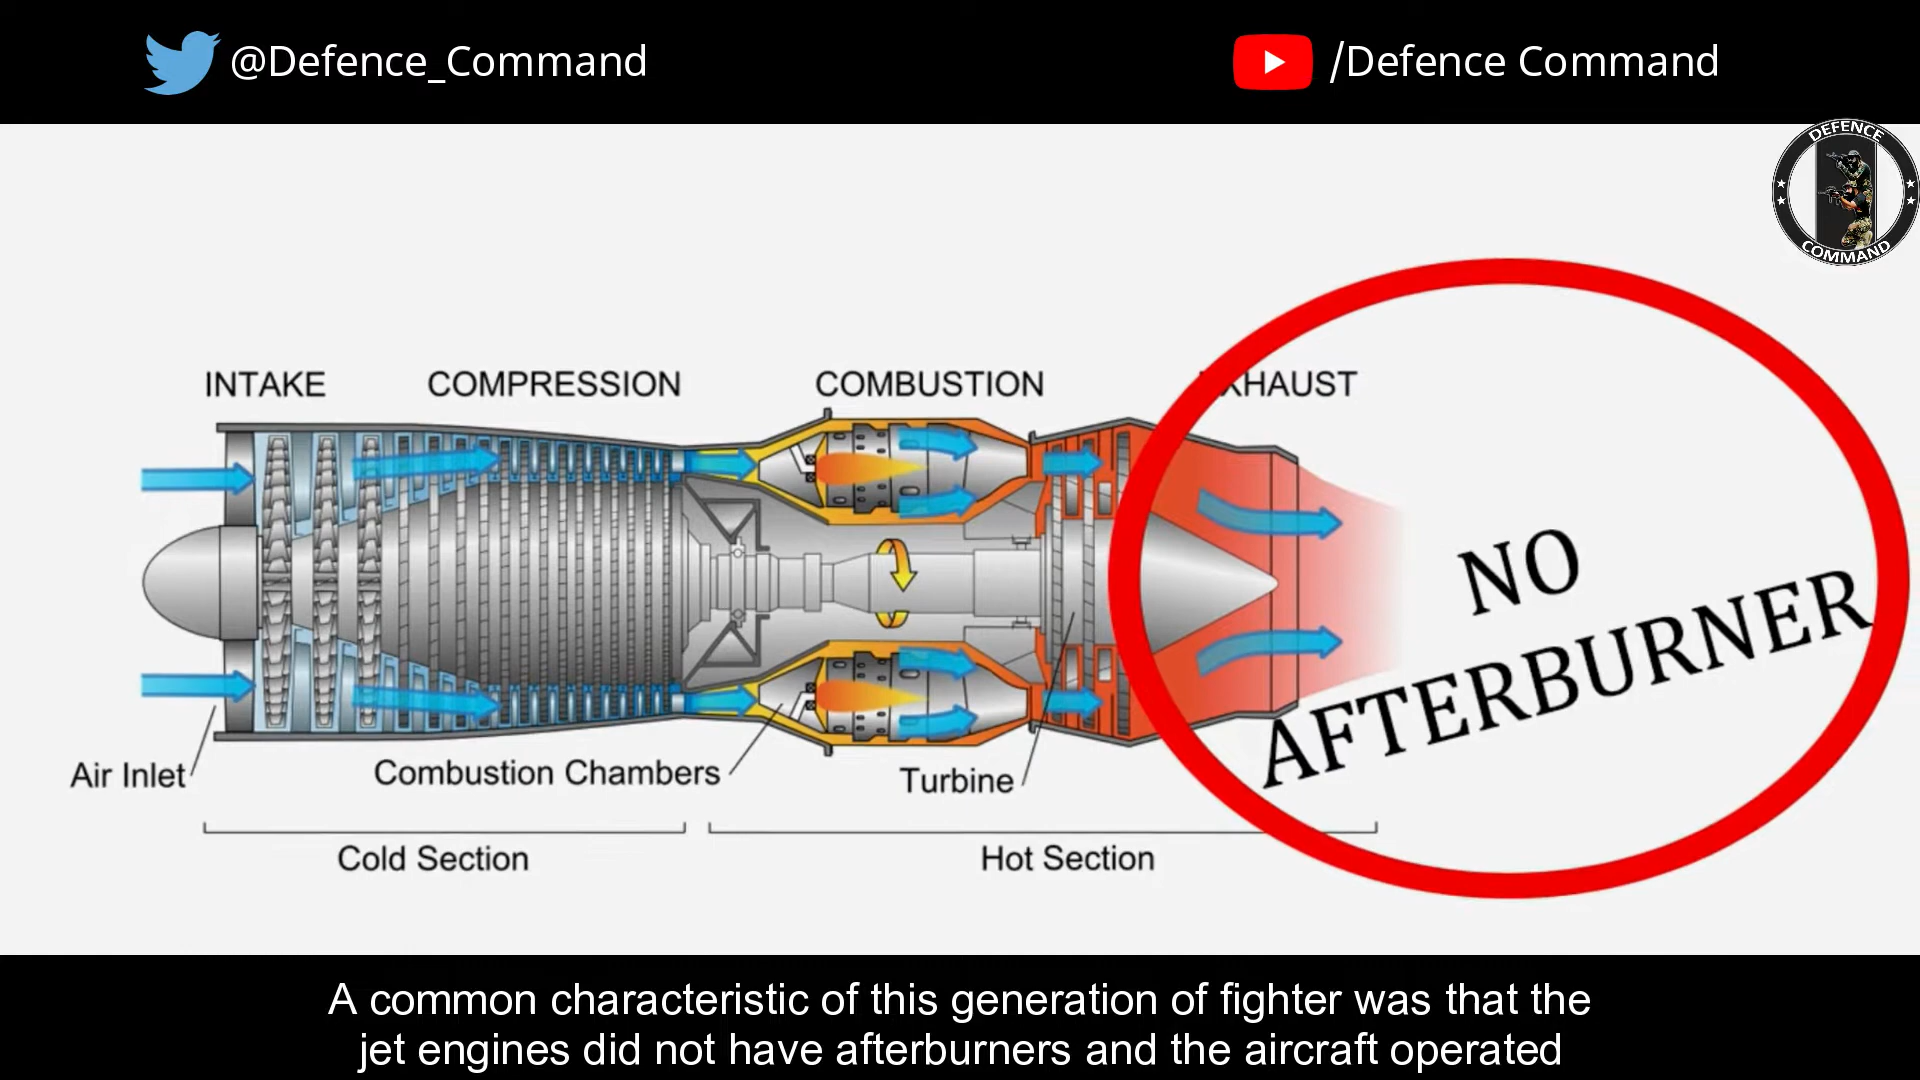 @Defence_Command
/Defence Command
DEFENCE
COMMAND
INTAKE
COMPRESSION
COMBUSTION
EXHAUST
NO
AFTERBURNER
Air Inlet
Combustion Chambers
Turbine
Cold Section
Hot Section
A common characteristic of this generation of fighter was that the
jet engines did not have afterburners and the aircraft operated